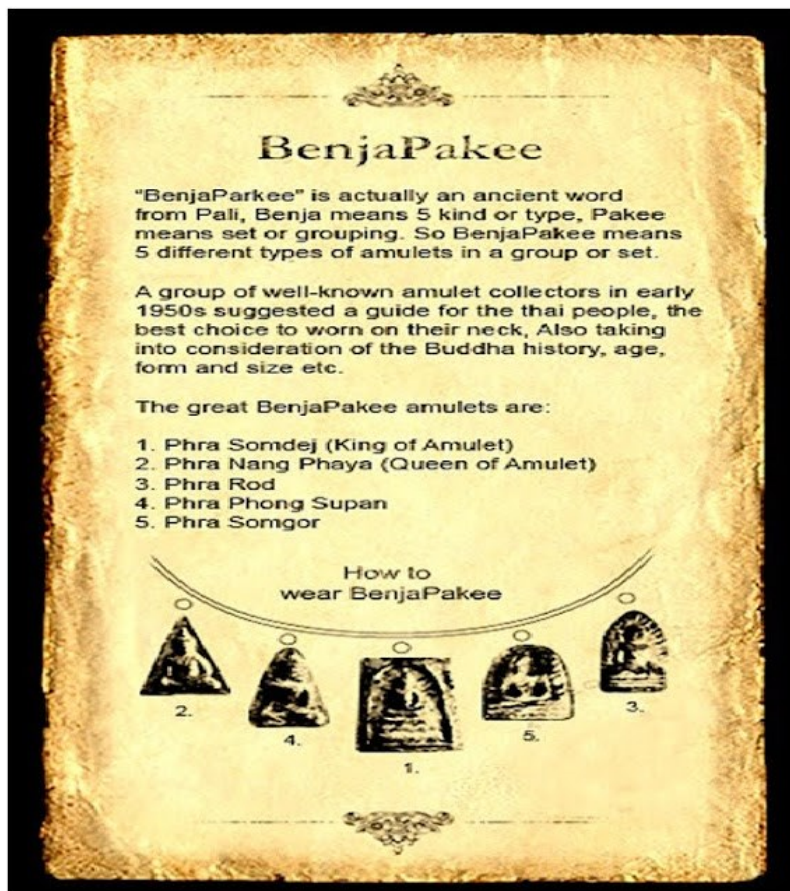 BenjaPakee
"BenjaParkee" is actually an ancient word
from Pali, Benja means 5 kind or type, Pakee
means set or grouping. So BenjaPakee means
5 different types of amulets in a group or set.
A group of well-known amulet collectors in early
1950s suggested a guide for the thai people, the
best choice to worn on their neck, Also taking
into consideration of the Buddha history, age,
form and size etc.
The great BenjaPakee amulets are:
1. Phra Somdej (King of Amulet)
2. Phra Nang Phaya (Queen of Amulet)
3. Phra Rod
4. Phra Phong Supan
5. Phra Somgor
How to
wear BenjaPakee
2.
4.
1.
5.
3.